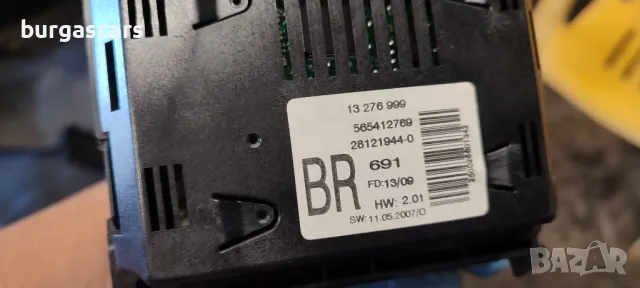 burgascars
13 276 999
565412769
28121944-0
BR 691
FD:13/09
HW: 2.01
SW: 11.05.2007/0
BAZAR